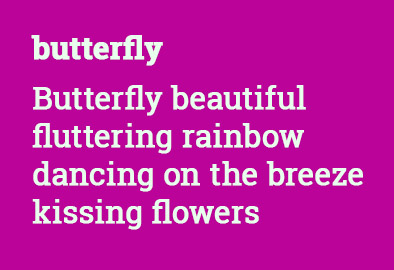 butterfly
Butterfly beautiful
fluttering rainbow
dancing on the breeze
kissing flowers